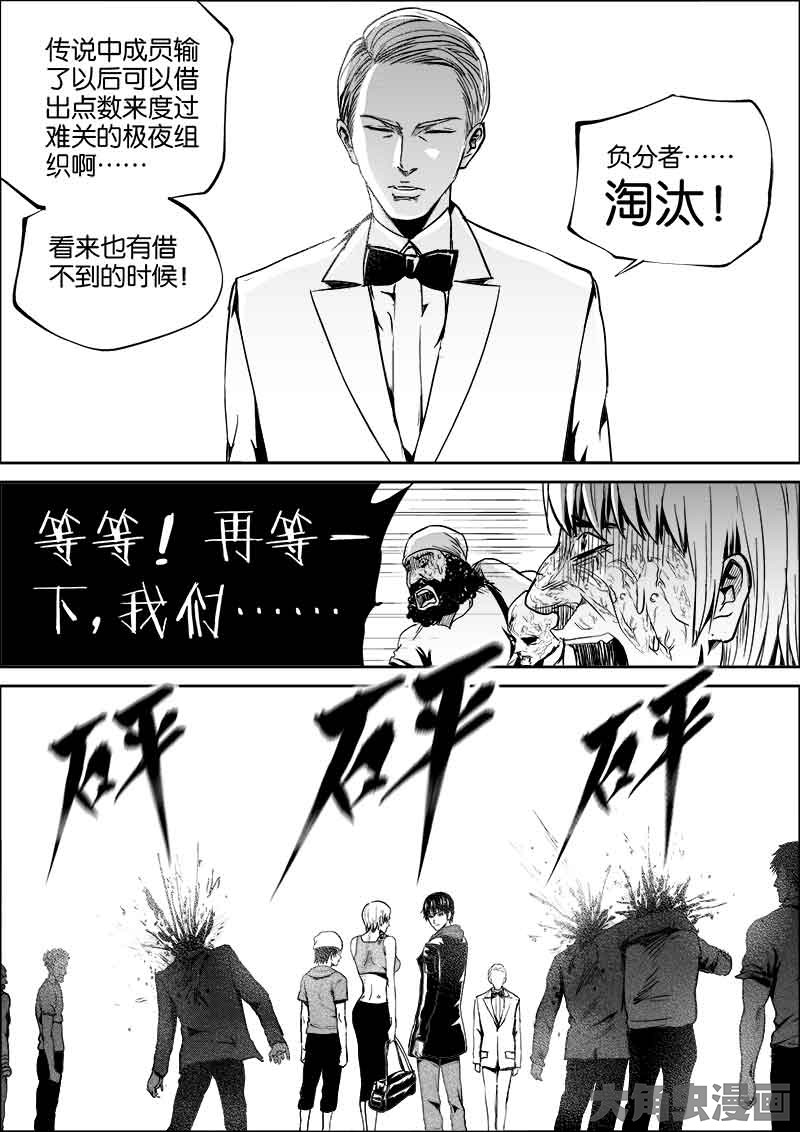 传说中成员输
了以后可以借
出点数来度过
难关的极夜组
织啊……
看来也有借
不到的时候！
负分者……
淘汰！
等等！再等一
下，我们……
砰
砰
砰
大角虫漫画